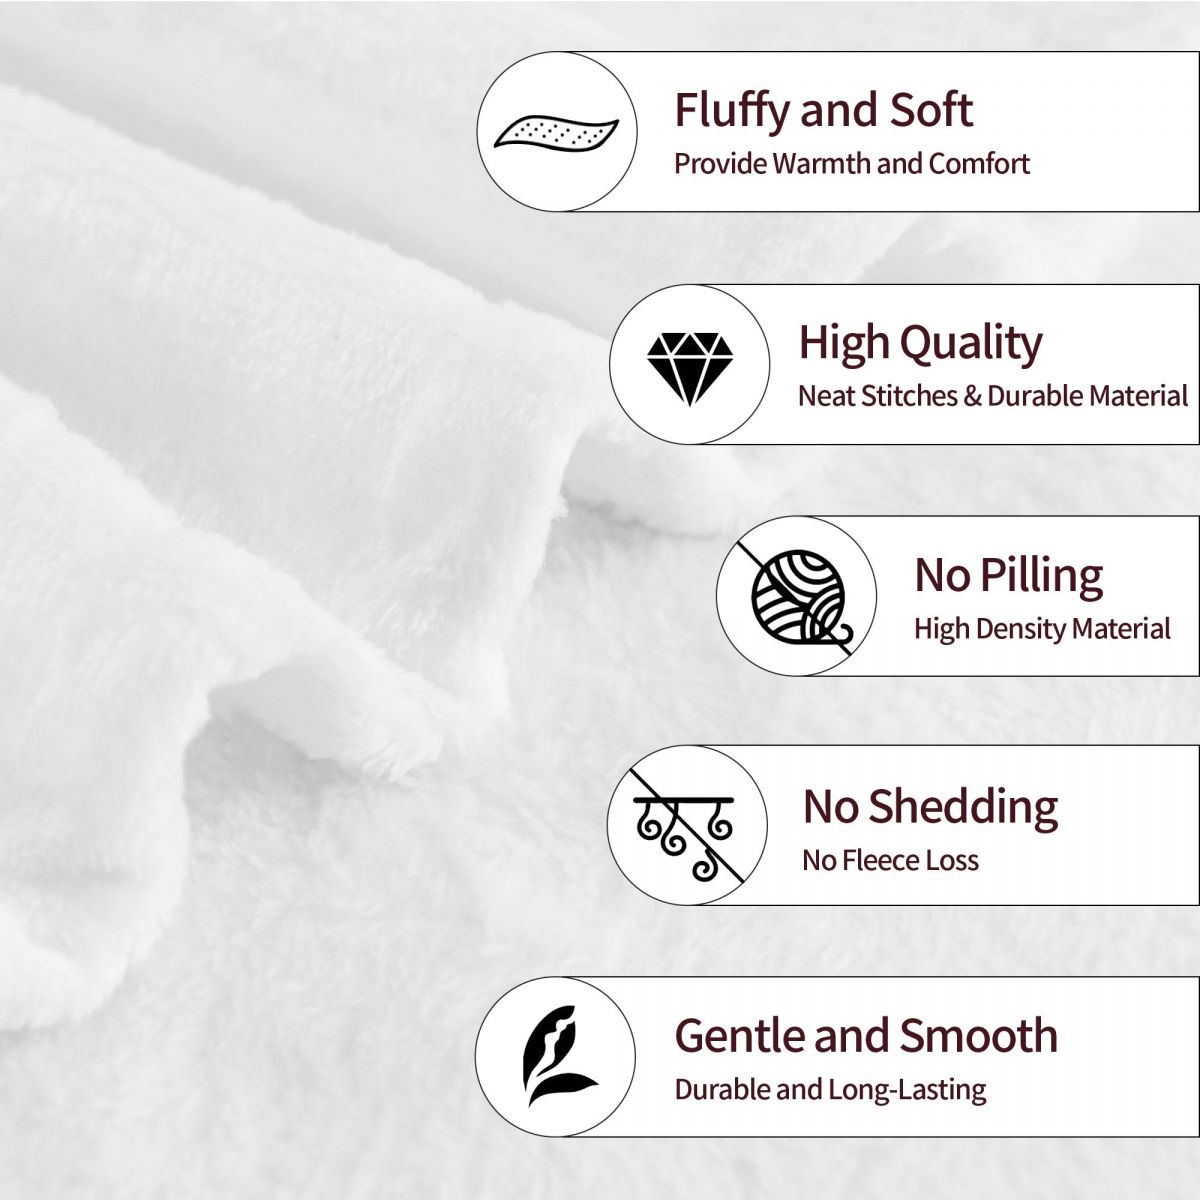 Fluffy and Soft
Provide Warmth and Comfort
High Quality
Neat Stitches & Durable Material
No Pilling
High Density Material
No Shedding
No Fleece Loss
Gentle and Smooth
Durable and Long-Lasting